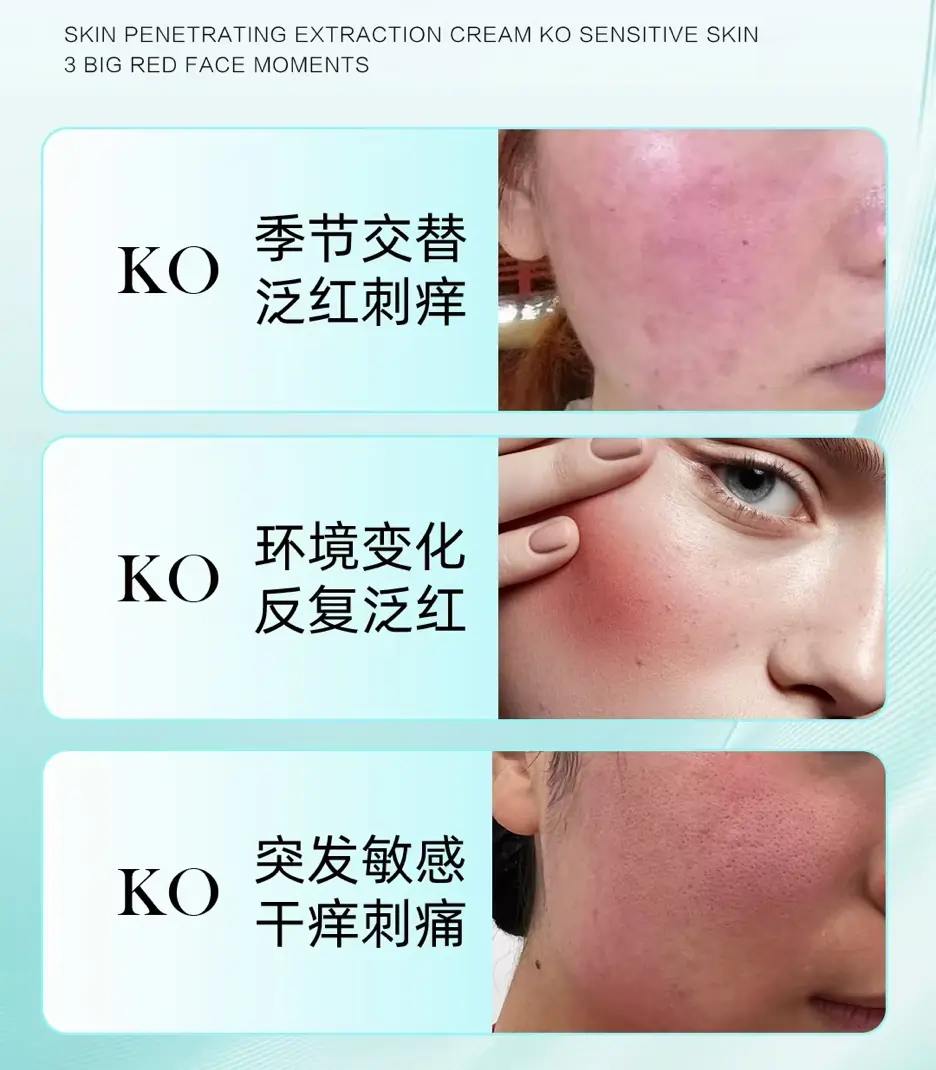 SKIN PENETRATING EXTRACTION CREAM KO SENSITIVE SKIN
3 BIG RED FACE MOMENTS
KO
季节交替
泛红刺痒
KO
环境变化
反复泛红
KO
突发敏感
干痒刺痛